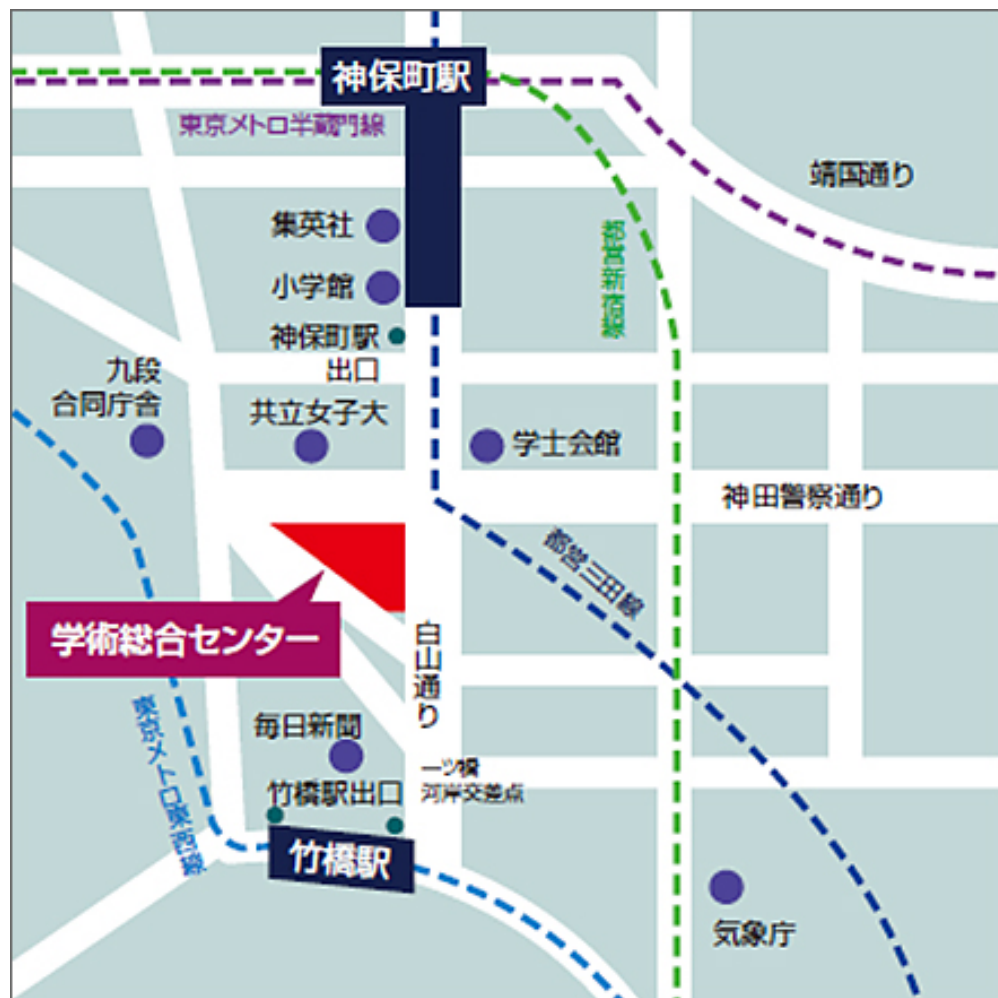 神保町駅
東京メトロ半蔵門線
靖国通り
集英社
都営新宿線
小学館
神保町駅
出口
九段
合同庁舎
共立女子大
学士会館
神田警察通り
都営三田線
学術総合センター
白山通り
東京メトロ東西線
毎日新聞
一ツ橋
河岸交差点
竹橋駅出口
竹橋駅
気象庁